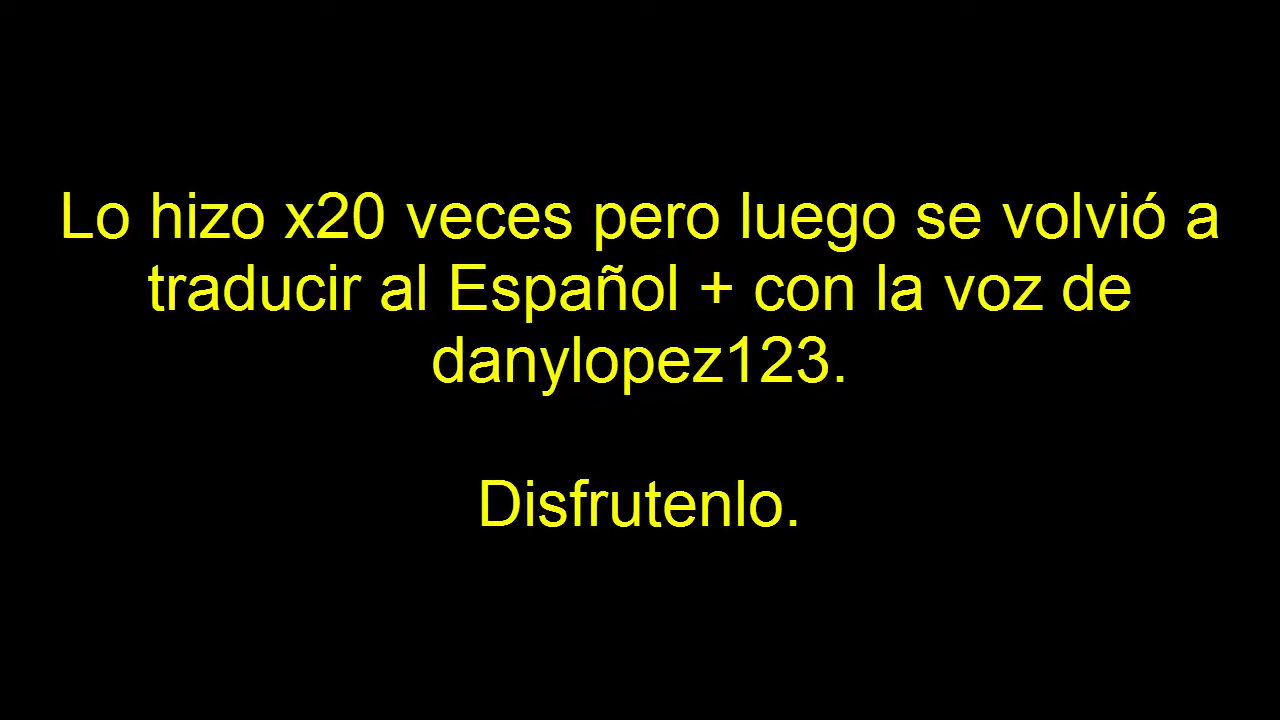 Lo hizo x20 veces pero luego se volvió a
traducir al Español + con la voz de
danylopez123.
Disfrutenlo.